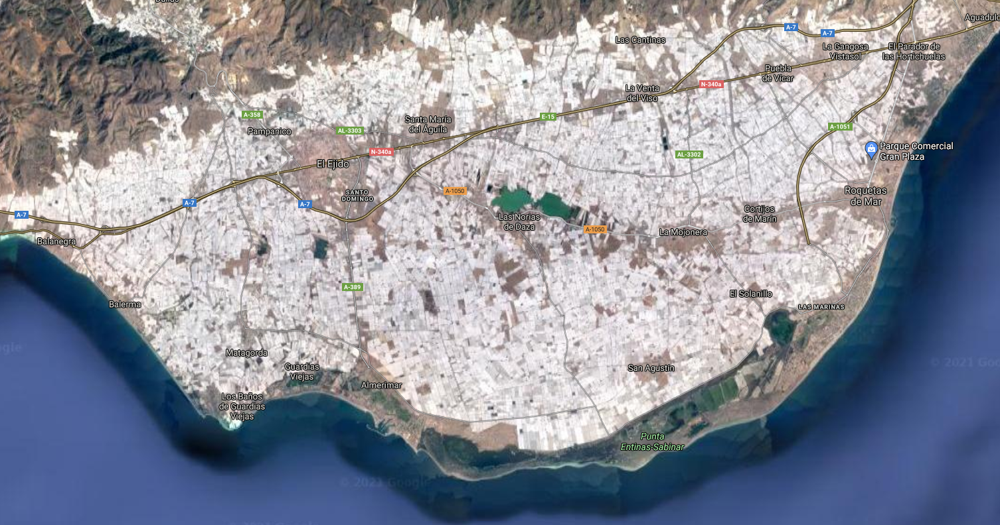 Dalías
Aguadulc
A-7
A-7
Las Cantinas
La Gangosa
Vistasol
El Parador de
las Hortichuelas
Puebla
de Vícar
N-340a
La Venta
del Viso
A-358
E-15
Santa María
del Águila
Pampanico
AL-3303
A-1051
N-340a
AL-3302
Parque Comercial
Gran Plaza
El Ejido
SANTO
DOMINGO
A-1050
Roquetas
de Mar
A-7
A-7
A-7
Cortijos
de Marín
Las Norias
de Daza
A-1050
La Mojonera
Balanegra
A-389
El Solanillo
Balerma
LAS MARINAS
gle
Matagorda
© 2021 Goo
Guardias
Viejas
San Agustín
Almerimar
Los Baños
de Guardias
Viejas
Punta
Entinas-Sabinar
© 2021 Google